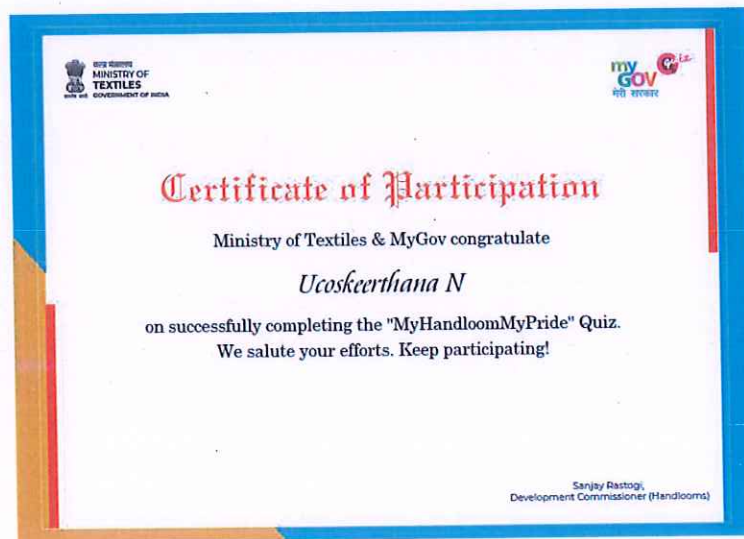 वस्त्र मंत्रालय
MINISTRY OF
TEXTILES
GOVERNMENT OF INDIA
my
GOV
मेरी सरकार
Quiz
Certificate of Participation
Ministry of Textiles & MyGov congratulate
Ucoskeerthana N
on successfully completing the "MyHandloomMyPride" Quiz.
We salute your efforts. Keep participating!
Sanjay Rastogi,
Development Commissioner (Handlooms)